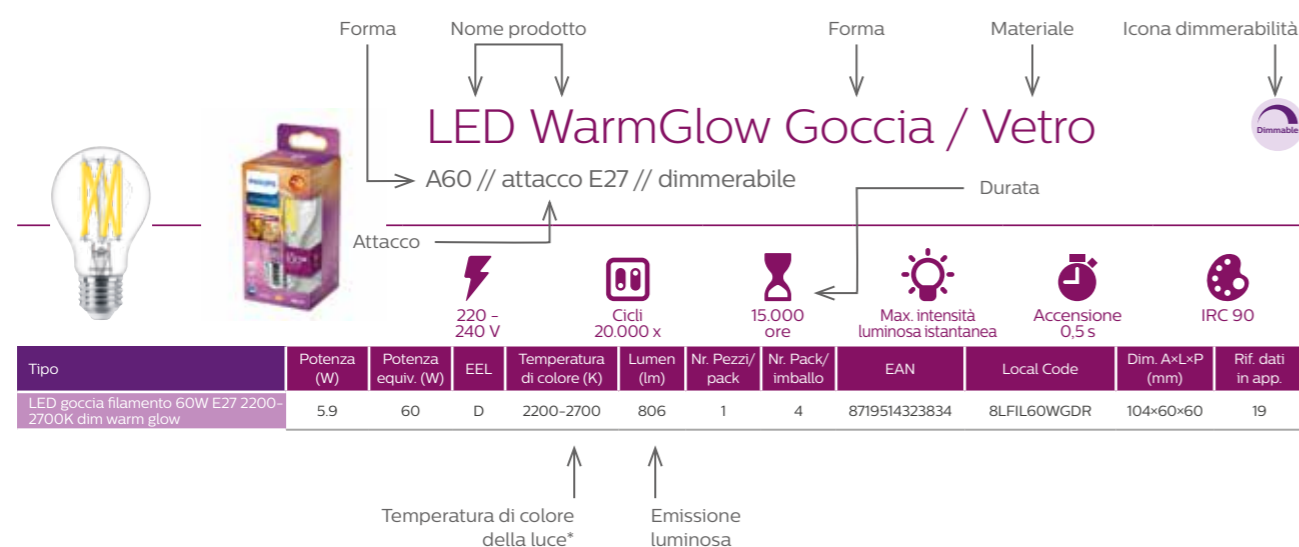 Forma
Nome prodotto
Forma
Materiale
Icona dimmerabilità
LED WarmGlow Goccia / Vetro
Dimmable
A60 // attacco E27 // dimmerabile
Durata
Attacco
PHILIPS
220 -
240 V
Cicli
20.000 x
15.000
ore
Max. intensità
luminosa istantanea
Accensione
0,5 s
IRC 90
Tipo
Potenza
(W)
Potenza
equiv. (W)
EEL
Temperatura
di colore (K)
Lumen
(lm)
Nr. Pezzi/
pack
Nr. Pack/
imballo
EAN
Local Code
Dim. A×L×P
(mm)
Rif. dati
in app.
LED goccia filamento 60W E27 2200-
2700K dim warm glow
5.9
60
D
2200-2700
806
1
4
8719514323834
8LFIL60WGDR
104×60×60
19
Temperatura di colore
della luce*
Emissione
luminosa